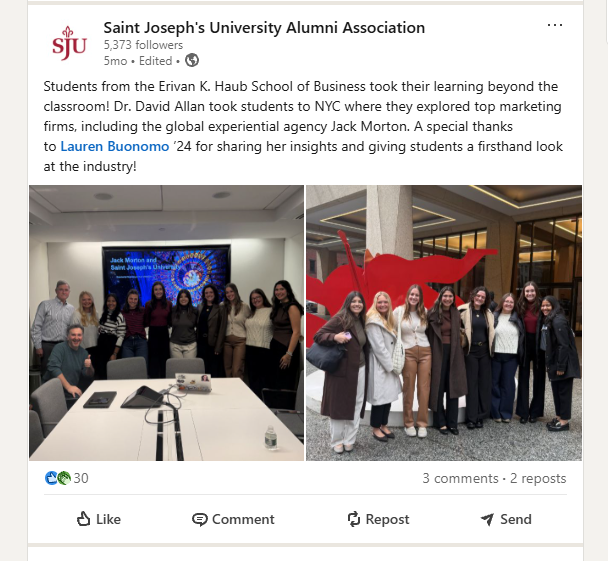 SJU
Saint Joseph's University Alumni Association
...
5,373 followers
5mo • Edited •
Students from the Erivan K. Haub School of Business took their learning beyond the
classroom! Dr. David Allan took students to NYC where they explored top marketing
firms, including the global experiential agency Jack Morton. A special thanks
to Lauren Buonomo ’24 for sharing her insights and giving students a firsthand look
at the industry!
Jack Morton and
Saint Joseph's University
30
3 comments · 2 reposts
Like
Comment
Repost
Send